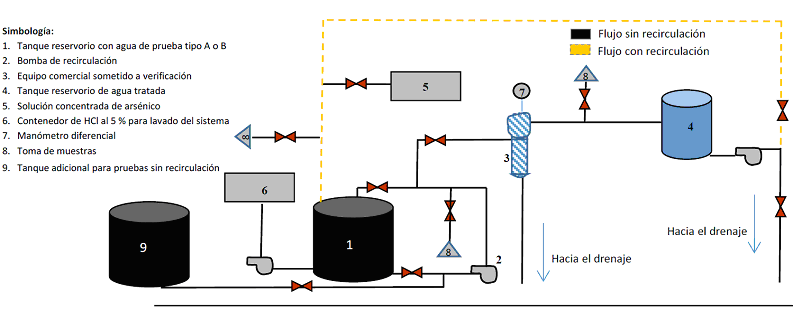 Simbología:
1. Tanque reservorio con agua de prueba tipo A o B
2. Bomba de recirculación
3. Equipo comercial sometido a verificación
4. Tanque reservorio de agua tratada
5. Solución concentrada de arsénico
6. Contenedor de HCl al 5 % para lavado del sistema
7. Manómetro diferencial
8. Toma de muestras
9. Tanque adicional para pruebas sin recirculación
Flujo sin recirculación
Flujo con recirculación
5
7
8
4
8
3
6
9
1
8
2
Hacia el drenaje
Hacia el drenaje